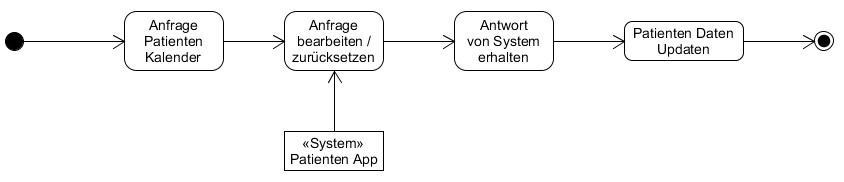 Anfrage
Patienten
Kalender
Anfrage
bearbeiten /
zurücksetzen
Antwort
von System
erhalten
Patienten Daten
Updaten
«System»
Patienten App